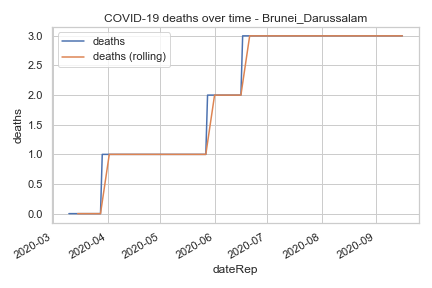 COVID-19 deaths over time - Brunei_Darussalam
deaths
deaths (rolling)
deaths
3.0
2.5
2.0
1.5
1.0
0.5
0.0
2020-03
2020-04
2020-05
2020-06
2020-07
2020-08
2020-09
dateRep